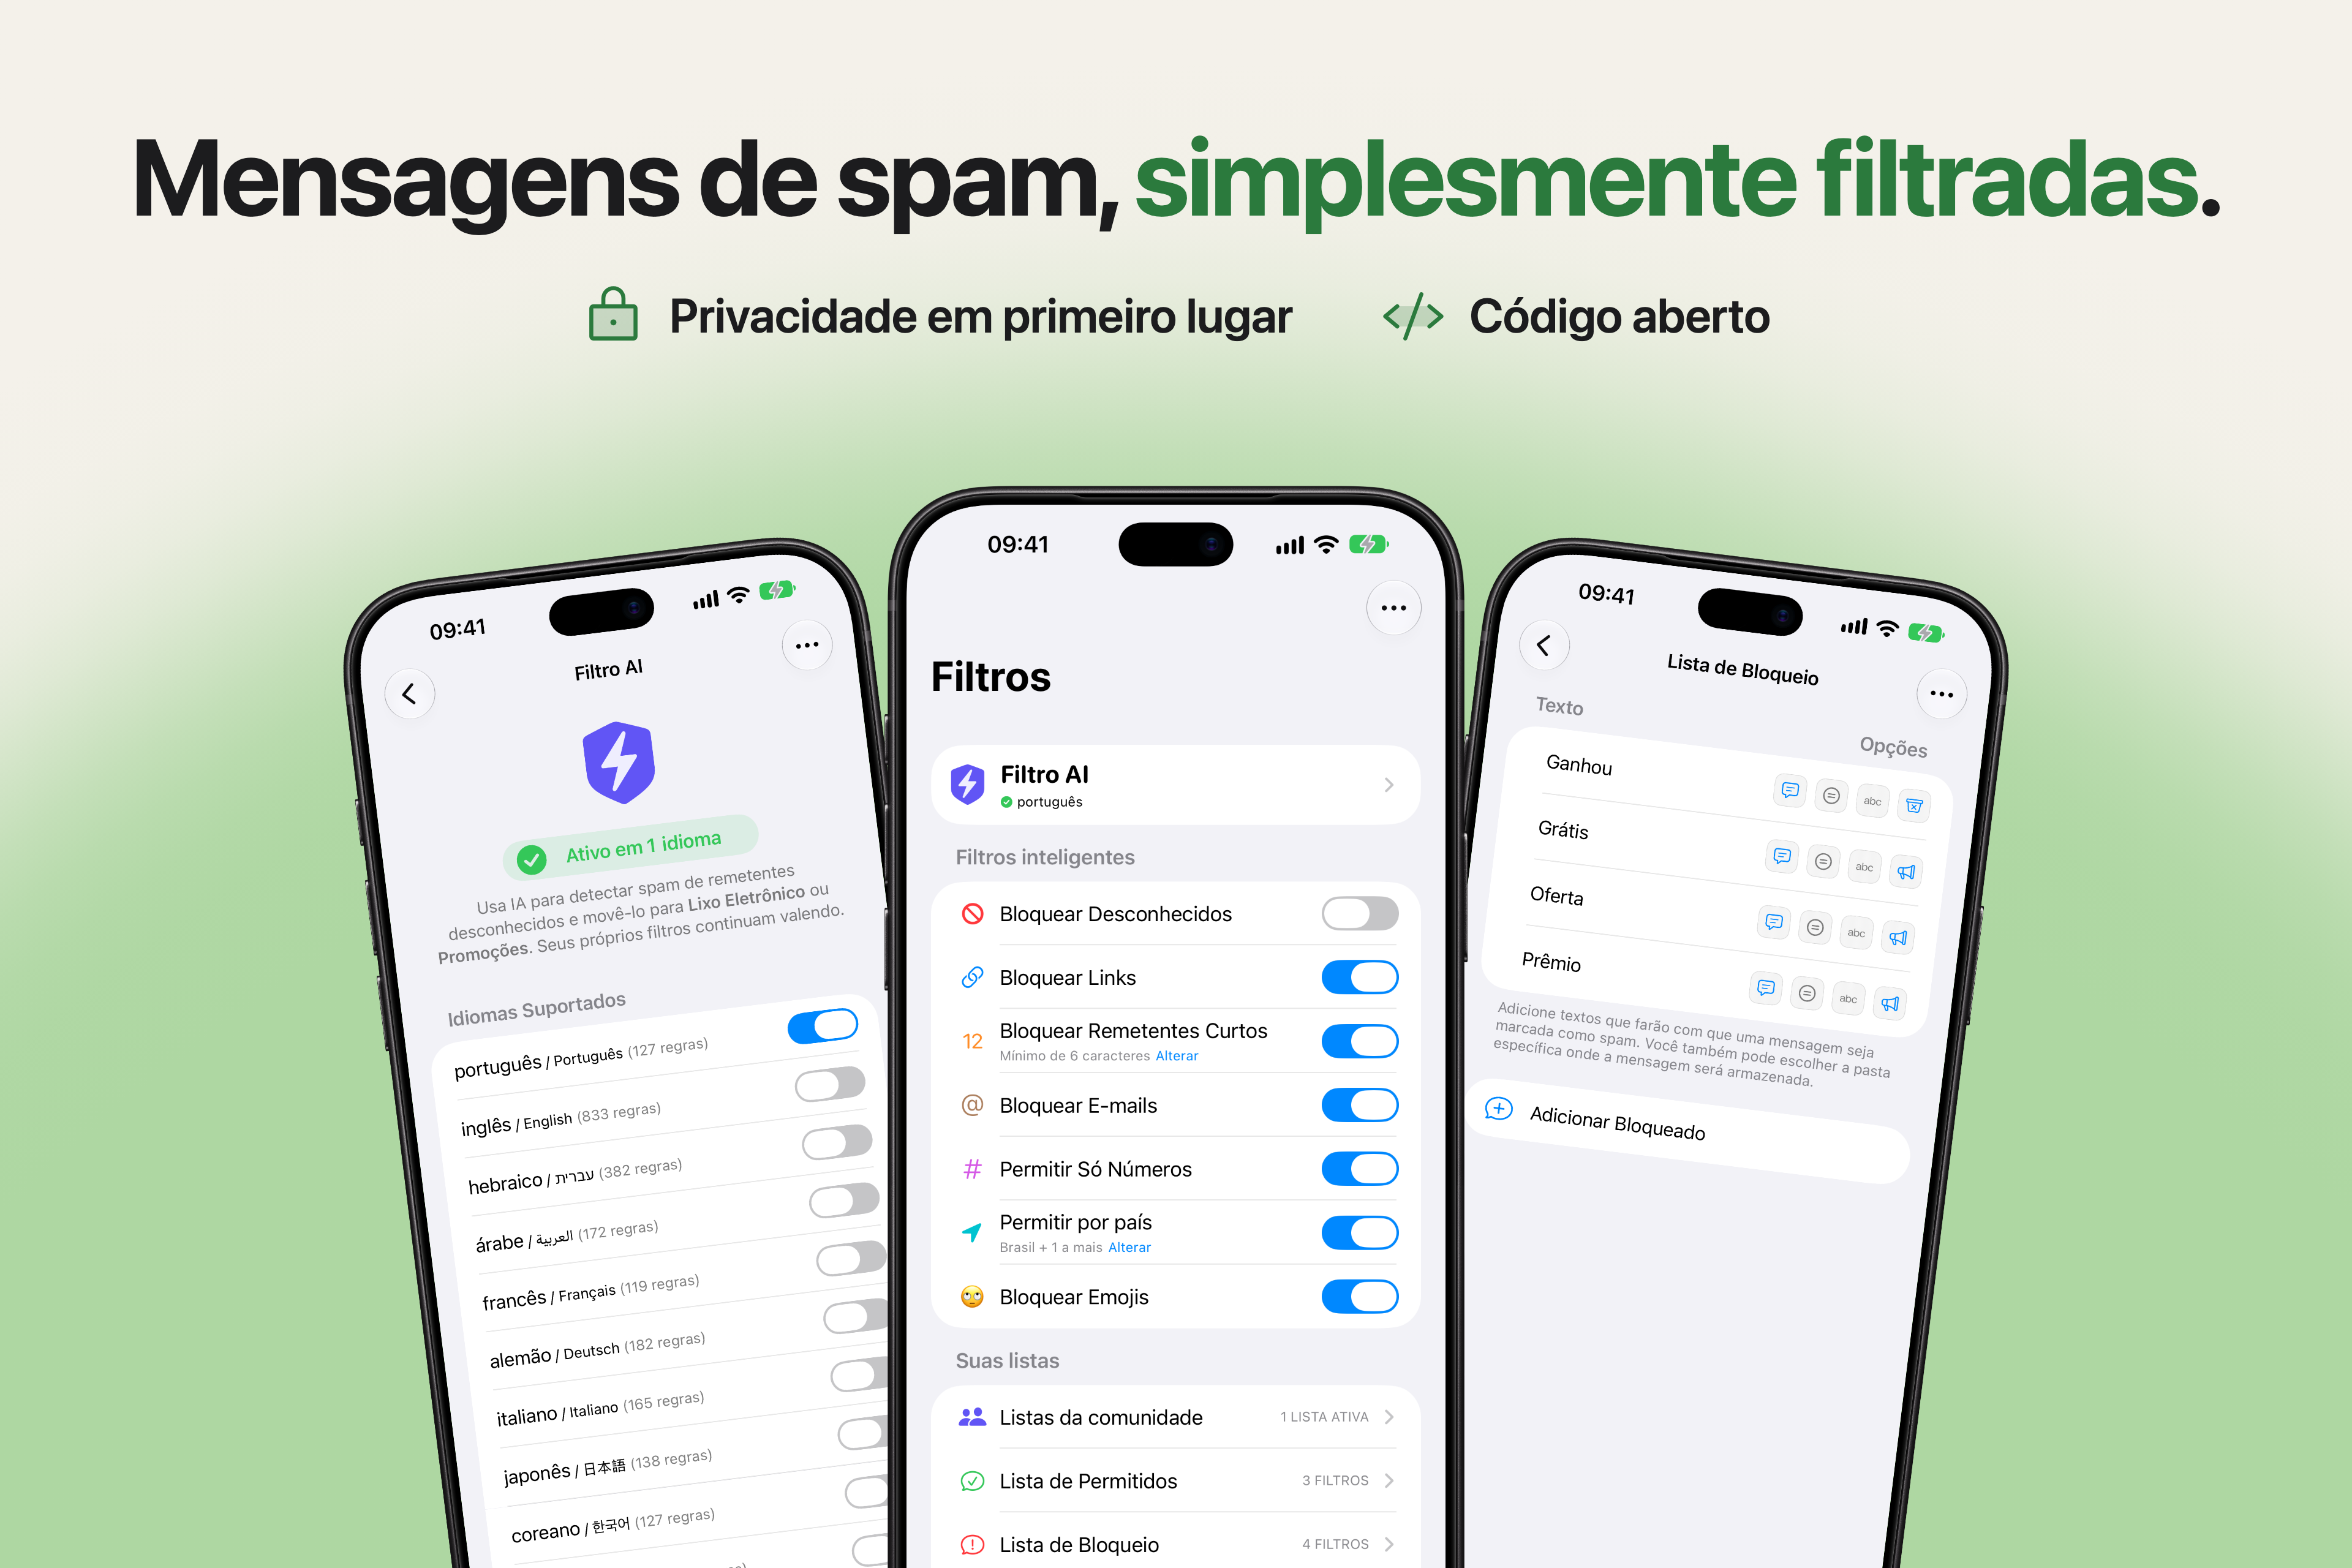 Mensagens de spam, simplesmente filtradas.
Privacidade em primeiro lugar
Código aberto
09:41
Filtro AI
Ativo em 1 idioma
Usa IA para detectar spam de remetentes
desconhecidos e movê-lo para Lixo Eletrônico ou
Promoções. Seus próprios filtros continuam valendo.
Idiomas Suportados
português / Português (127 regras)
inglês / English (833 regras)
hebraico / עברית (382 regras)
árabe / العربية (172 regras)
francês / Français (119 regras)
alemão / Deutsch (182 regras)
italiano / Italiano (165 regras)
japonês / 日本語 (138 regras)
coreano / 한국어 (127 regras)
09:41
Filtros
Filtro AI
português
Filtros inteligentes
Bloquear Desconhecidos
Bloquear Links
12 Bloquear Remetentes Curtos
Mínimo de 6 caracteres Alterar
@ Bloquear E-mails
# Permitir Só Números
Permitir por país
Brasil + 1 a mais Alterar
Bloquear Emojis
Suas listas
Listas da comunidade 1 LISTA ATIVA
Lista de Permitidos 3 FILTROS
Lista de Bloqueio 4 FILTROS
09:41
Lista de Bloqueio
Texto
Opções
Ganhou abc
Grátis abc
Oferta abc
Prêmio abc
Adicione textos que farão com que uma mensagem seja
marcada como spam. Você também pode escolher a pasta
específica onde a mensagem será armazenada.
Adicionar Bloqueado